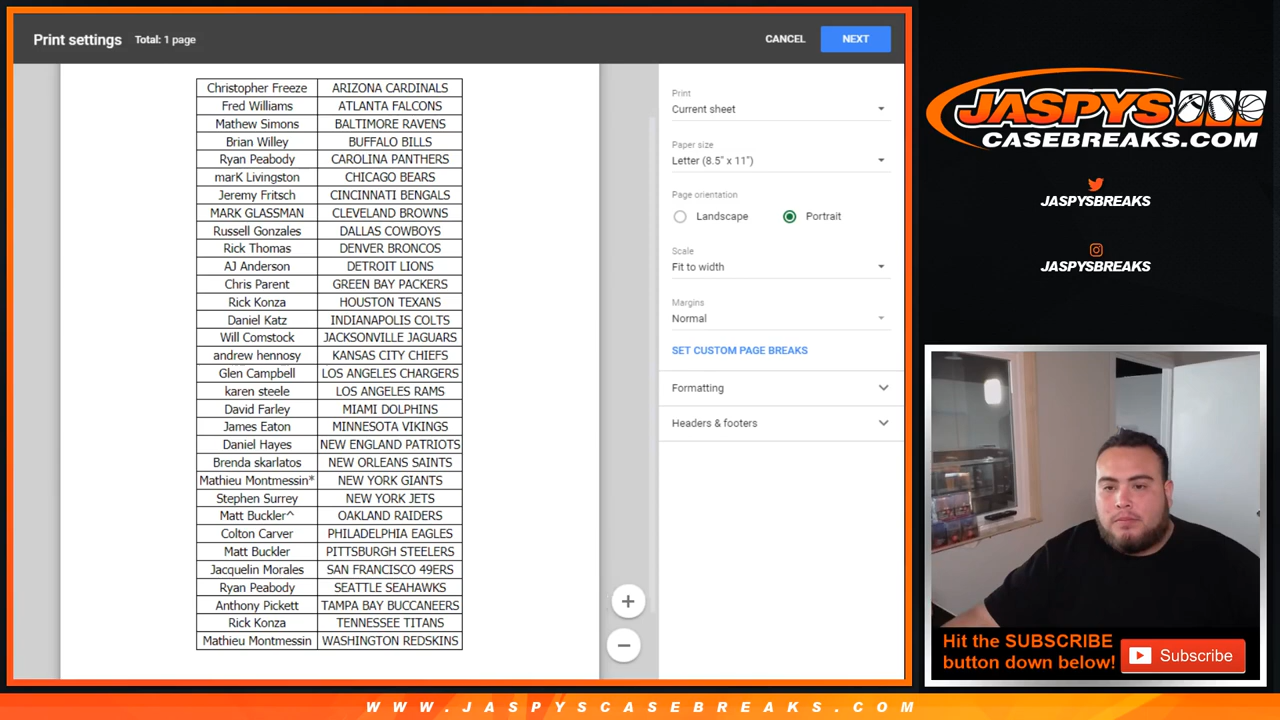 Print settings Total: 1 page CANCEL NEXT
Christopher Freeze ARIZONA CARDINALS
Fred Williams ATLANTA FALCONS
Mathew Simons BALTIMORE RAVENS
Brian Willey BUFFALO BILLS
Ryan Peabody CAROLINA PANTHERS
marK Livingston CHICAGO BEARS
Jeremy Fritsch CINCINNATI BENGALS
MARK GLASSMAN CLEVELAND BROWNS
Russell Gonzales DALLAS COWBOYS
Rick Thomas DENVER BRONCOS
AJ Anderson DETROIT LIONS
Chris Parent GREEN BAY PACKERS
Rick Konza HOUSTON TEXANS
Daniel Katz INDIANAPOLIS COLTS
Will Comstock JACKSONVILLE JAGUARS
andrew hennosy KANSAS CITY CHIEFS
Glen Campbell LOS ANGELES CHARGERS
karen steele LOS ANGELES RAMS
David Farley MIAMI DOLPHINS
James Eaton MINNESOTA VIKINGS
Daniel Hayes NEW ENGLAND PATRIOTS
Brenda skarlatos NEW ORLEANS SAINTS
Mathieu Montmessin* NEW YORK GIANTS
Stephen Surrey NEW YORK JETS
Matt Buckler^ OAKLAND RAIDERS
Colton Carver PHILADELPHIA EAGLES
Matt Buckler PITTSBURGH STEELERS
Jacquelin Morales SAN FRANCISCO 49ERS
Ryan Peabody SEATTLE SEAHAWKS
Anthony Pickett TAMPA BAY BUCCANEERS
Rick Konza TENNESSEE TITANS
Mathieu Montmessin WASHINGTON REDSKINS
Print
Current sheet
Paper size
Letter (8.5" x 11")
Page orientation
Landscape Portrait
Scale
Fit to width
Margins
Normal
SET CUSTOM PAGE BREAKS
Formatting
Headers & footers
JASPYS
CASEBREAKS.COM
JASPYSBREAKS
JASPYSBREAKS
Hit the SUBSCRIBE
button down below!
Subscribe
WWW.JASPYSCASEBREAKS.COM